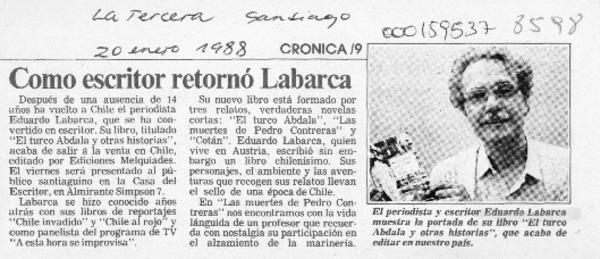 La Tercera Santiago
000159537 8598
20 enero 1988 CRONICA/9
Como escritor retornó Labarca
Después de una ausencia de 14
años ha vuelto a Chile el periodista
Eduardo Labarca, que se ha con-
vertido en escritor. Su libro, titulado
"El turco Abdala y otras historias",
acaba de salir a la venta en Chile,
editado por Ediciones Melquiades.
El viernes será presentado al pú-
blico santiaguino en la Casa del
Escritor, en Almirante Simpson 7.
Labarca se hizo conocido años
atrás con sus libros de reportajes
"Chile invadido" y "Chile al rojo" y
como panelista del programa de TV
"A esta hora se improvisa".
Su nuevo libro está formado por
tres relatos, verdaderas novelas
cortas: "El turco Abdala", "Las
muertes de Pedro Contreras" y
"Cotán". Eduardo Labarca, quien
vive en Austria, escribió sin em-
bargo un libro chilenísimo. Sus
personajes, el ambiente y las aven-
turas que recogen sus relatos llevan
el sello de una época de Chile.
En "Las muertes de Pedro Con-
treras" nos encontramos con la vida
lánguida de un profesor que recuer-
da con nostalgia su participación en
el alzamiento de la marinería.
El periodista y escritor Eduardo Labarca
muestra la portada de su libro "El turco
Abdala y otras historias", que acaba de
editar en nuestro país.